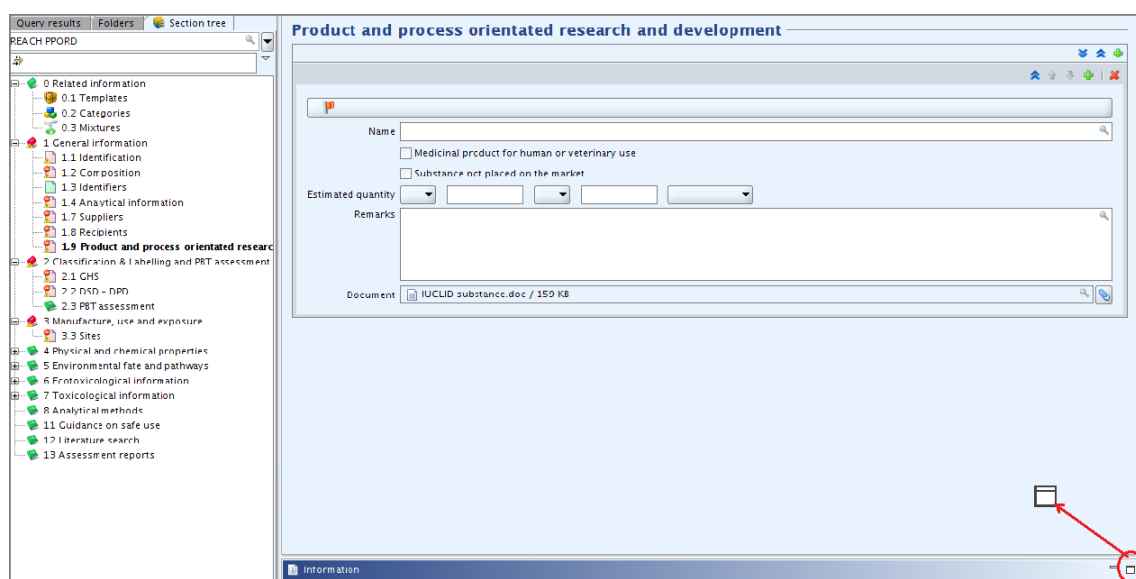 Query results Folders Section tree
REACH PPORD
0 Related information
0.1 Templates
0.2 Categories
0.3 Mixtures
1 General information
1.1 Identification
1.2 Composition
1.3 Identifiers
1.4 Analytical information
1.7 Suppliers
1.8 Recipients
1.9 Product and process orientated researc
2 Classification & Labelling and PBT assessment
2.1 GHS
2.2 DSD - DPD
2.3 PBT assessment
3 Manufacture, use and exposure
3.3 Sites
4 Physical and chemical properties
5 Environmental fate and pathways
6 Ecotoxicological information
7 Toxicological information
8 Analytical methods
11 Guidance on safe use
12 Literature search
13 Assessment reports
Product and process orientated research and development
Name
Medicinal product for human or veterinary use
Substance not placed on the market
Estimated quantity
Remarks
Document IUCLID substance.doc / 159 KB
Information